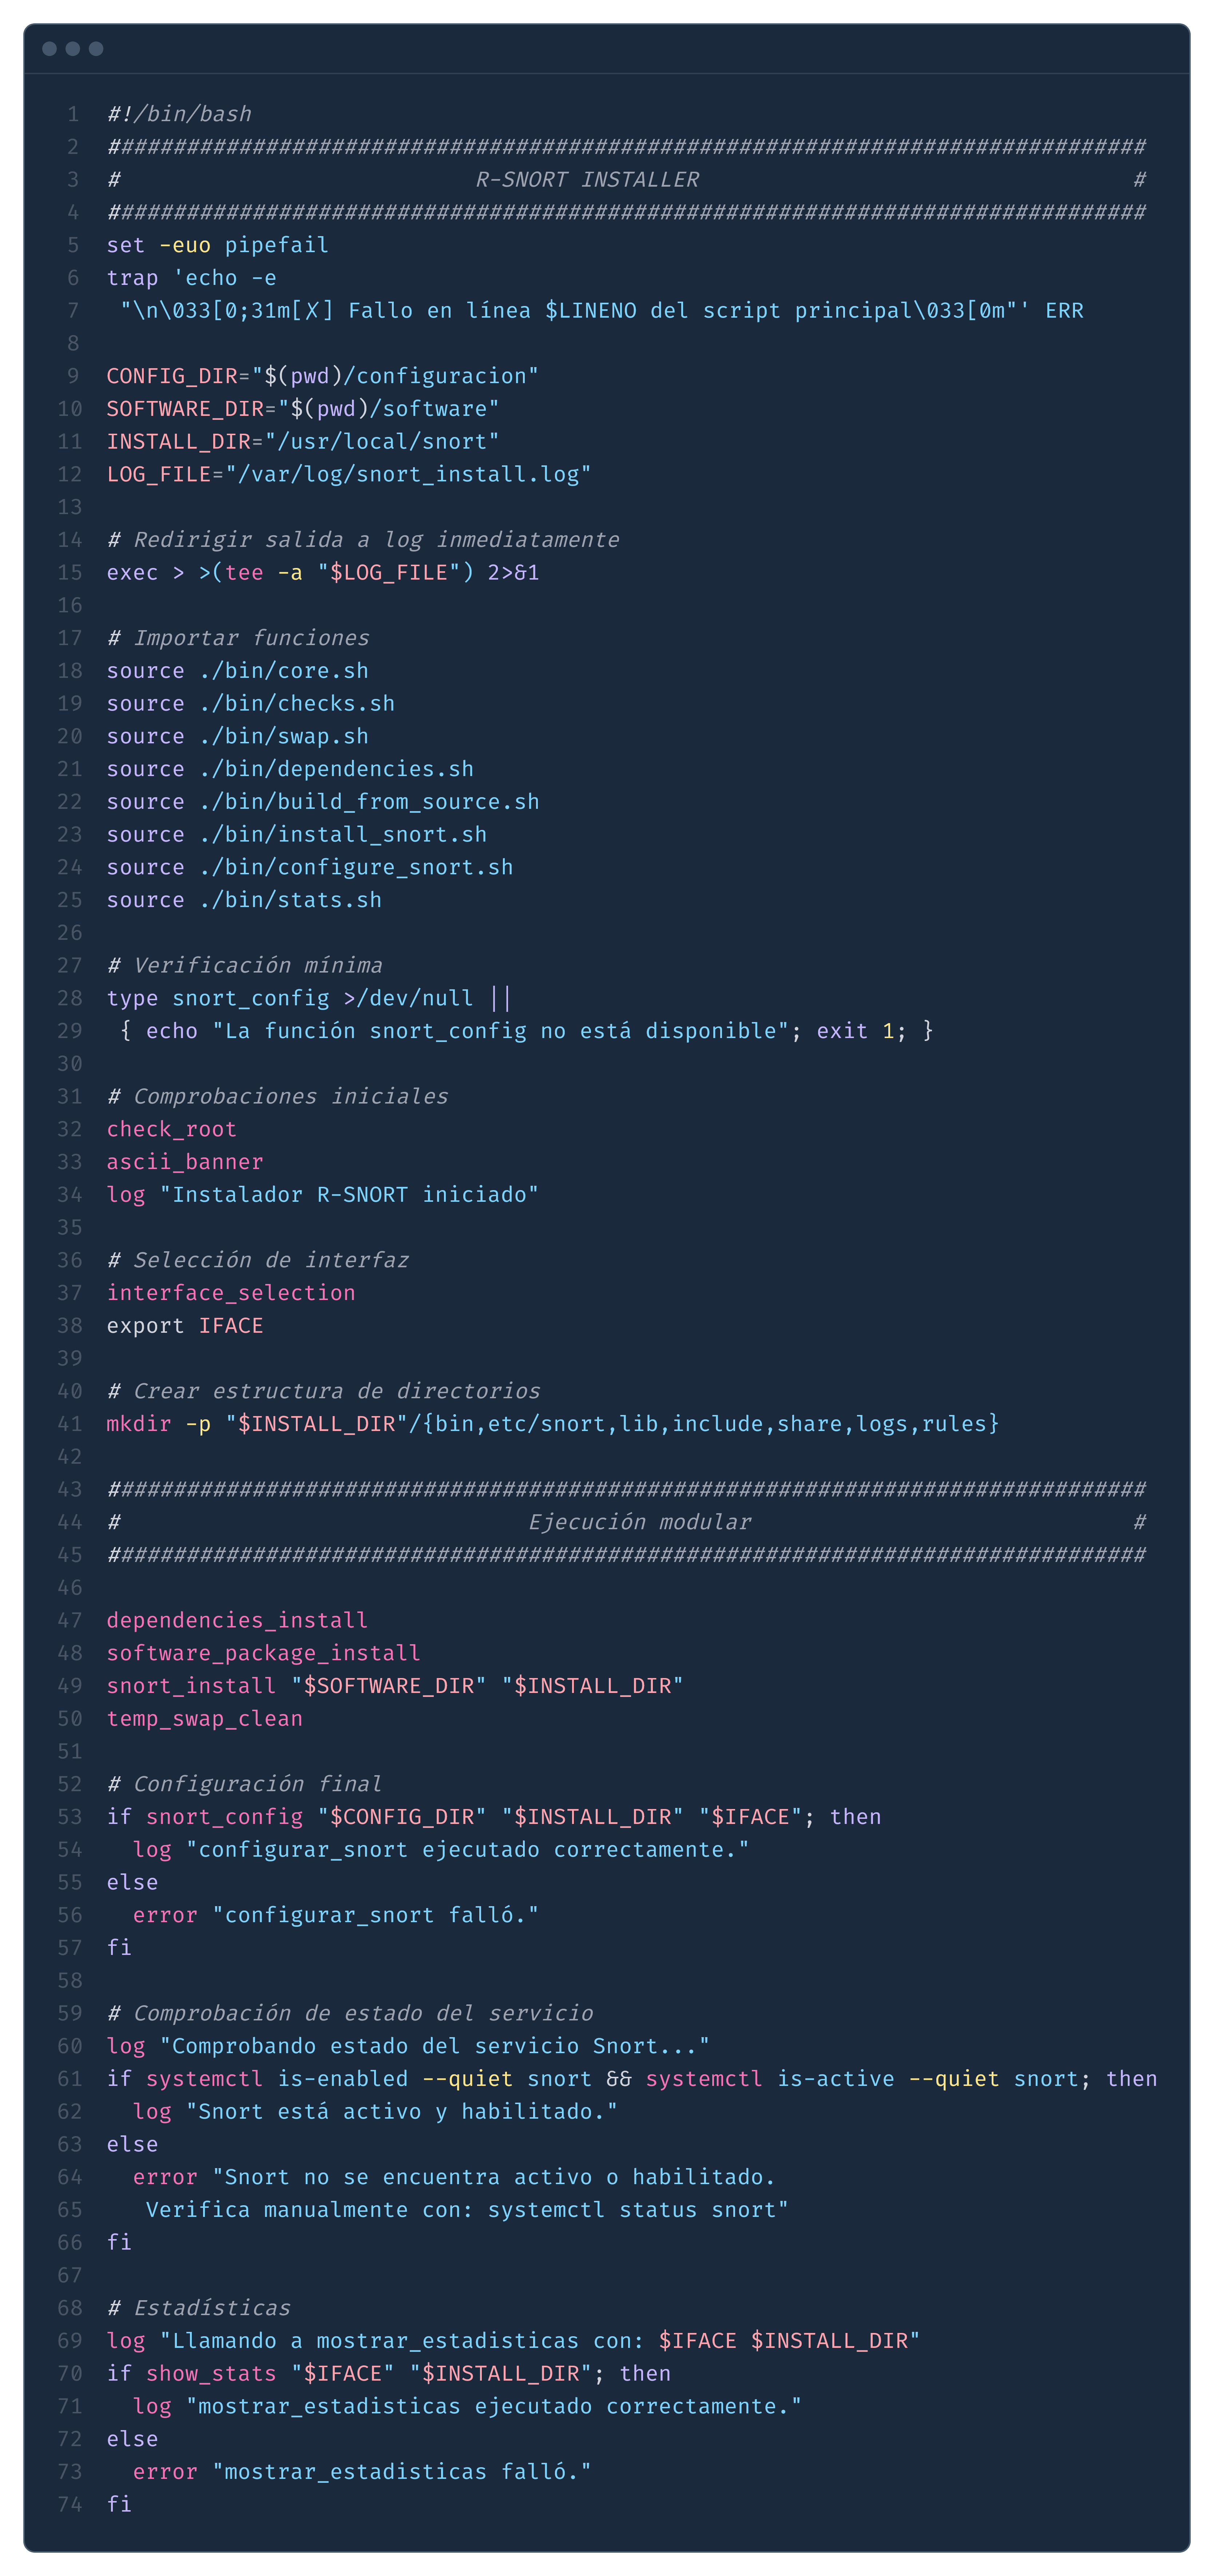 1 #!/bin/bash
2 ###############################################################################
3 #                           R-SNORT INSTALLER                                 #
4 ###############################################################################
5 set -euo pipefail
6 trap 'echo -e
7  "\n\033[0;31m[✗] Fallo en línea $LINENO del script principal\033[0m"' ERR
8
9 CONFIG_DIR="$(pwd)/configuracion"
10 SOFTWARE_DIR="$(pwd)/software"
11 INSTALL_DIR="/usr/local/snort"
12 LOG_FILE="/var/log/snort_install.log"
13
14 # Redirigir salida a log inmediatamente
15 exec > >(tee -a "$LOG_FILE") 2>&1
16
17 # Importar funciones
18 source ./bin/core.sh
19 source ./bin/checks.sh
20 source ./bin/swap.sh
21 source ./bin/dependencies.sh
22 source ./bin/build_from_source.sh
23 source ./bin/install_snort.sh
24 source ./bin/configure_snort.sh
25 source ./bin/stats.sh
26
27 # Verificación mínima
28 type snort_config >/dev/null ||
29  { echo "La función snort_config no está disponible"; exit 1; }
30
31 # Comprobaciones iniciales
32 check_root
33 ascii_banner
34 log "Instalador R-SNORT iniciado"
35
36 # Selección de interfaz
37 interface_selection
38 export IFACE
39
40 # Crear estructura de directorios
41 mkdir -p "$INSTALL_DIR"/{bin,etc/snort,lib,include,share,logs,rules}
42
43 ###############################################################################
44 #                               Ejecución modular                             #
45 ###############################################################################
46
47 dependencies_install
48 software_package_install
49 snort_install "$SOFTWARE_DIR" "$INSTALL_DIR"
50 temp_swap_clean
51
52 # Configuración final
53 if snort_config "$CONFIG_DIR" "$INSTALL_DIR" "$IFACE"; then
54   log "configurar_snort ejecutado correctamente."
55 else
56   error "configurar_snort falló."
57 fi
58
59 # Comprobación de estado del servicio
60 log "Comprobando estado del servicio Snort..."
61 if systemctl is-enabled --quiet snort && systemctl is-active --quiet snort; then
62   log "Snort está activo y habilitado."
63 else
64   error "Snort no se encuentra activo o habilitado.
65    Verifica manualmente con: systemctl status snort"
66 fi
67
68 # Estadísticas
69 log "Llamando a mostrar_estadisticas con: $IFACE $INSTALL_DIR"
70 if show_stats "$IFACE" "$INSTALL_DIR"; then
71   log "mostrar_estadisticas ejecutado correctamente."
72 else
73   error "mostrar_estadisticas falló."
74 fi